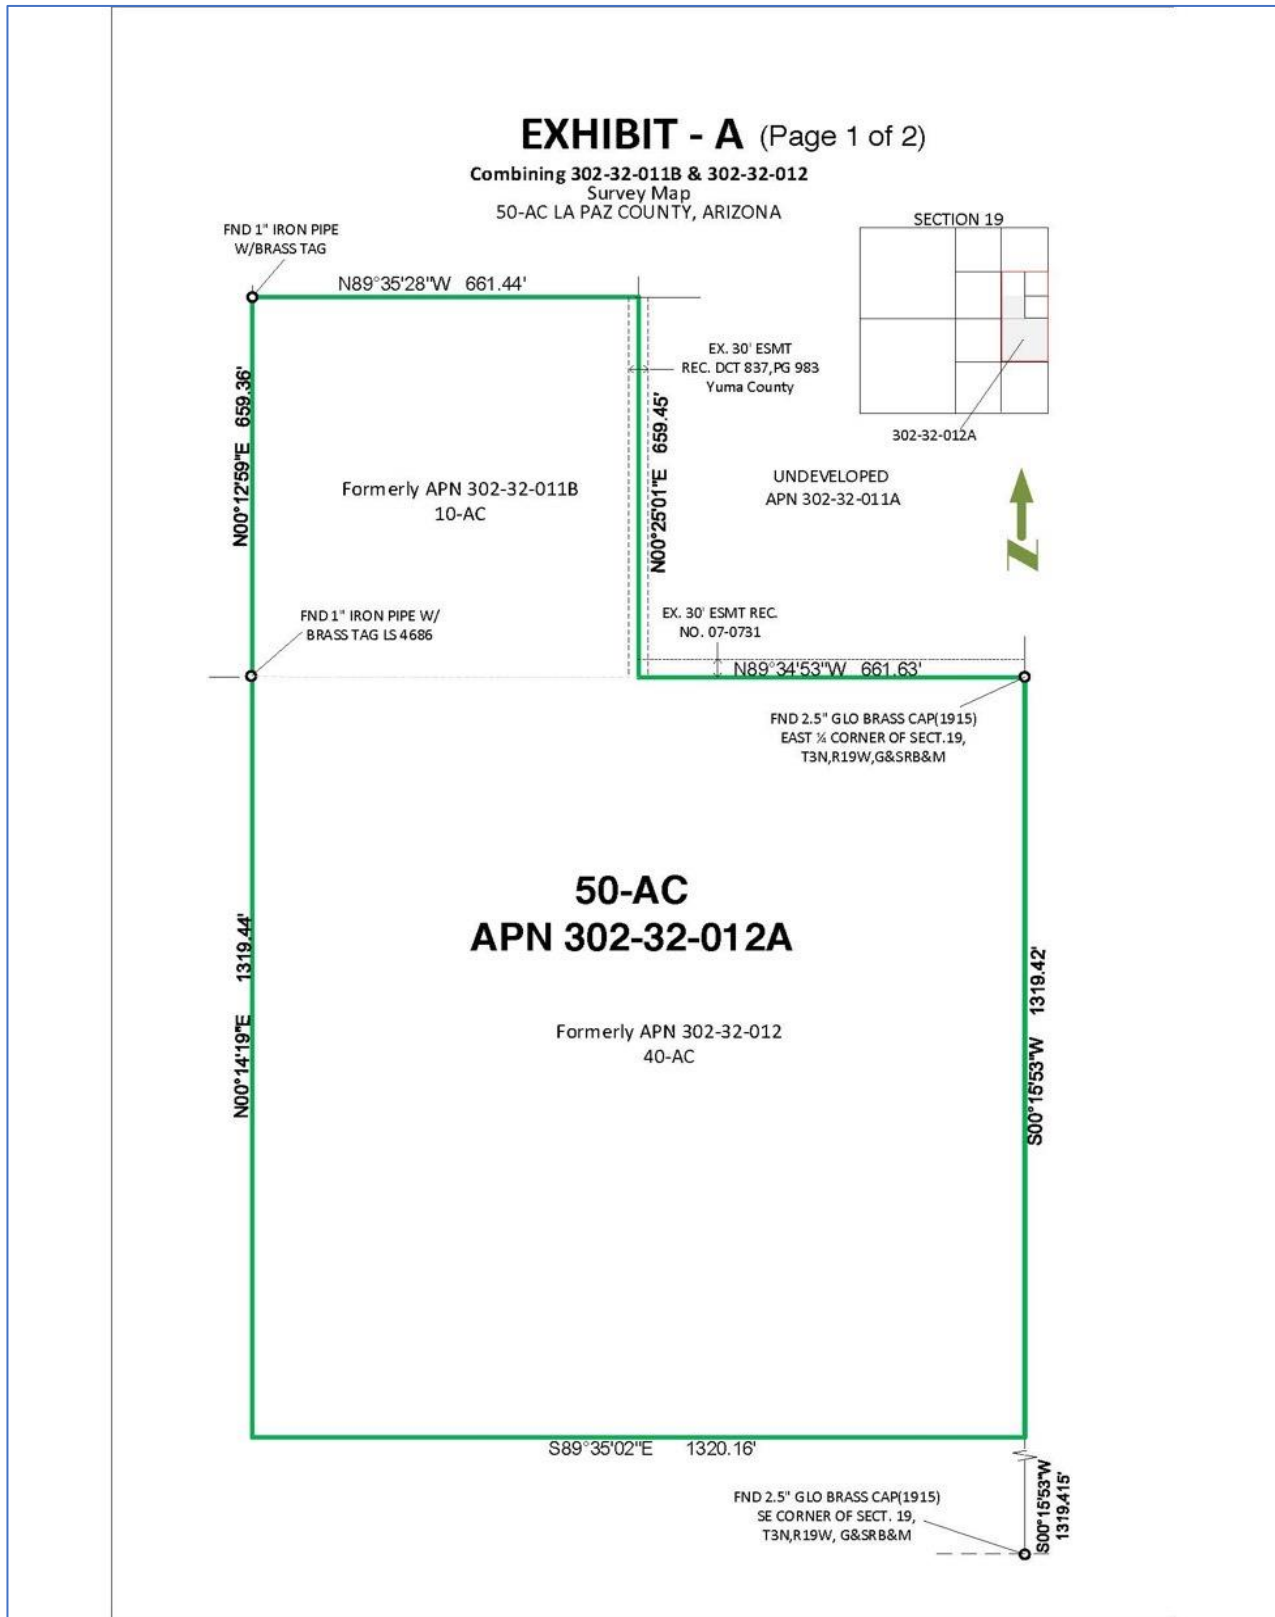 EXHIBIT - A (Page 1 of 2)
Combining 302-32-011B & 302-32-012
Survey Map
50-AC LA PAZ COUNTY, ARIZONA
SECTION 19
302-32-012A
FND 1" IRON PIPE
W/BRASS TAG
N89°35'28"W 661.44'
EX. 30' ESMT
REC. DCT 837,PG 983
Yuma County
N00°12'59"E 659.36'
N00°25'01"E 659.45'
Formerly APN 302-32-011B
10-AC
UNDEVELOPED
APN 302-32-011A
N
FND 1" IRON PIPE W/
BRASS TAG LS 4686
EX. 30' ESMT REC.
NO. 07-0731
N89°34'53"W 661.63'
FND 2.5" GLO BRASS CAP(1915)
EAST ¼ CORNER OF SECT.19,
T3N,R19W,G&SRB&M
50-AC
APN 302-32-012A
N00°14'19"E 1319.44'
S00°15'53"W 1319.42'
Formerly APN 302-32-012
40-AC
S89°35'02"E 1320.16'
FND 2.5" GLO BRASS CAP(1915)
SE CORNER OF SECT. 19,
T3N,R19W, G&SRB&M
S00°15'53"W
1319.415'